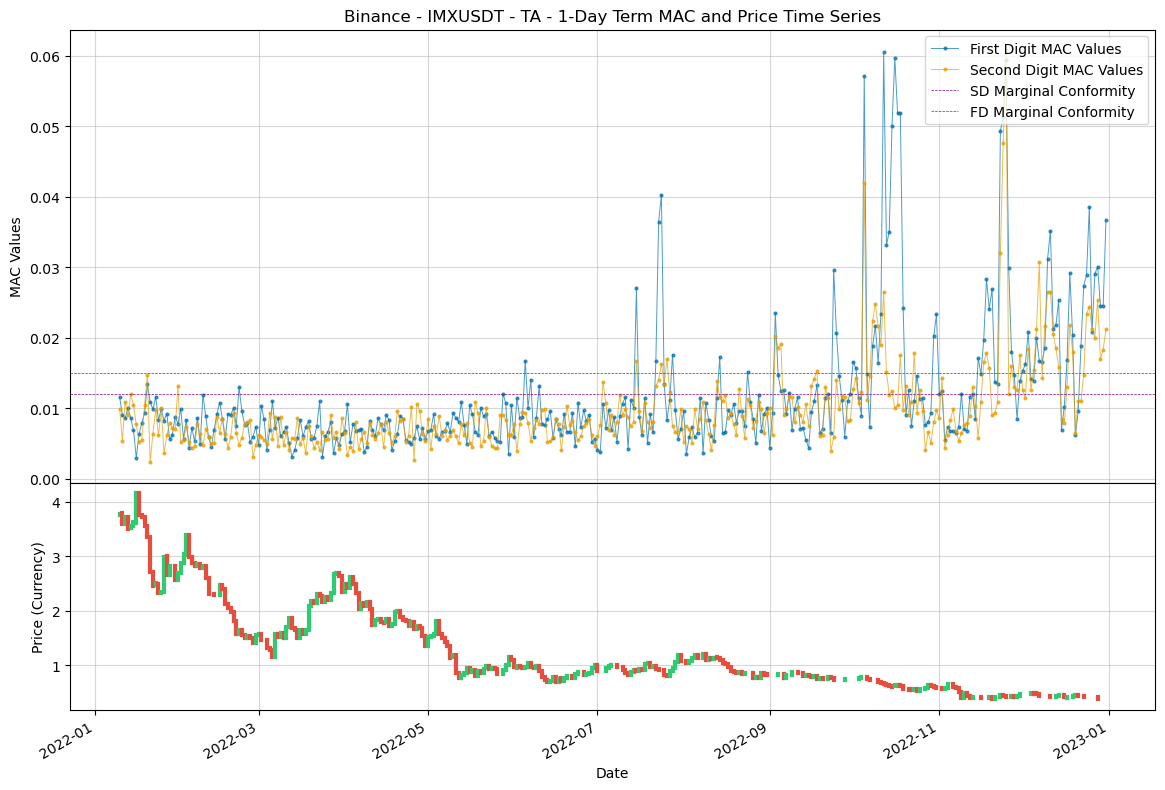 Binance - IMXUSDT - TA - 1-Day Term MAC and Price Time Series
First Digit MAC Values
Second Digit MAC Values
SD Marginal Conformity
FD Marginal Conformity
MAC Values
0.06
0.05
0.04
0.03
0.02
0.01
0.00
Price (Currency)
4
3
2
1
2022-01
2022-03
2022-05
2022-07
2022-09
2022-11
2023-01
Date